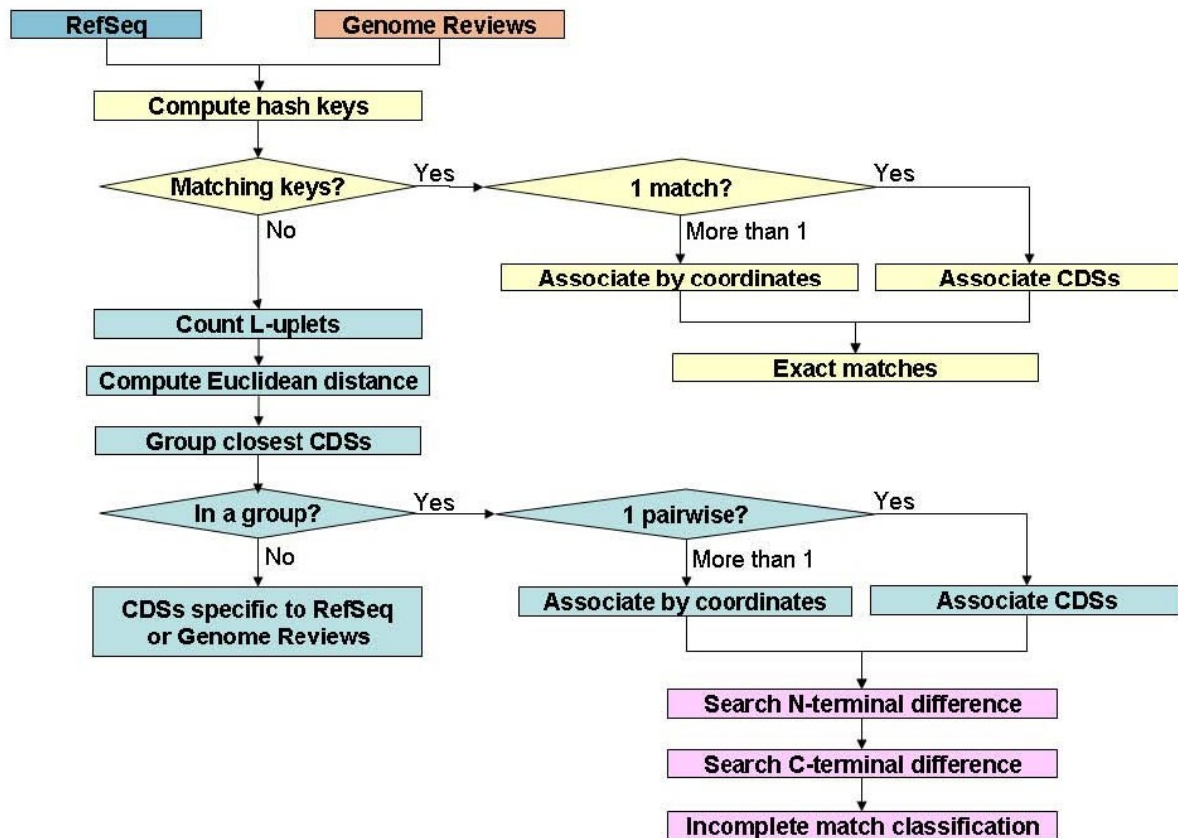 RefSeq
Genome Reviews
Compute hash keys
Matching keys?
Yes
1 match?
Yes
No
More than 1
Associate by coordinates
Associate CDSs
Count L-uplets
Exact matches
Compute Euclidean distance
Group closest CDSs
In a group?
Yes
1 pairwise?
Yes
No
More than 1
CDSs specific to RefSeq
or Genome Reviews
Associate by coordinates
Associate CDSs
Search N-terminal difference
Search C-terminal difference
Incomplete match classification